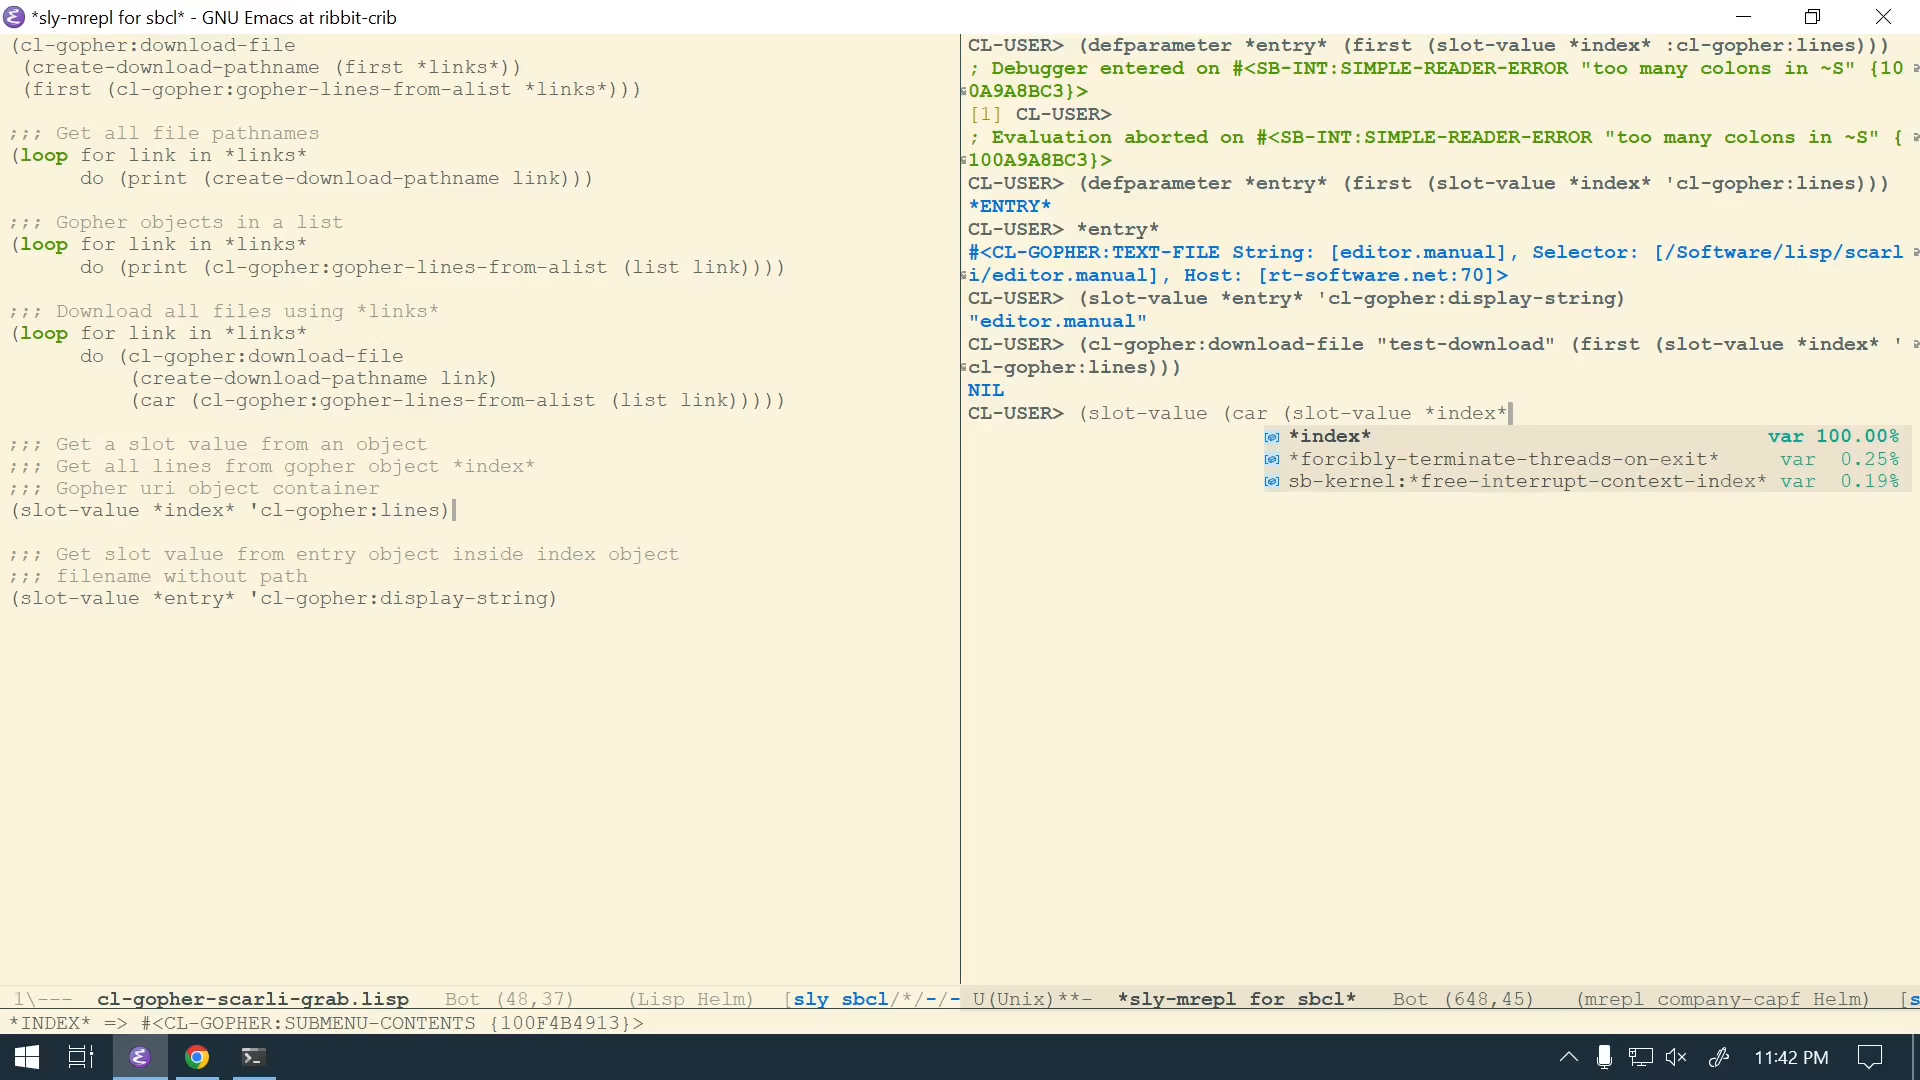 *sly-mrepl for sbcl* - GNU Emacs at ribbit-crib
(cl-gopher:download-file
(create-download-pathname (first *links*))
(first (cl-gopher:gopher-lines-from-alist *links*)))
;;; Get all file pathnames
(loop for link in *links*
do (print (create-download-pathname link)))
;;; Gopher objects in a list
(loop for link in *links*
do (print (cl-gopher:gopher-lines-from-alist (list link))))
;;; Download all files using *links*
(loop for link in *links*
do (cl-gopher:download-file
(create-download-pathname link)
(car (cl-gopher:gopher-lines-from-alist (list link)))))
;;; Get a slot value from an object
;;; Get all lines from gopher object *index*
;;; Gopher uri object container
(slot-value *index* 'cl-gopher:lines)
;;; Get slot value from entry object inside index object
;;; filename without path
(slot-value *entry* 'cl-gopher:display-string)
1\--- cl-gopher-scarli-grab.lisp Bot (48,37) (Lisp Helm) [sly sbcl/*/-/-
CL-USER> (defparameter *entry* (first (slot-value *index* :cl-gopher:lines)))
; Debugger entered on #<SB-INT:SIMPLE-READER-ERROR "too many colons in ~S" {10
0A9A8BC3}>
[1] CL-USER>
; Evaluation aborted on #<SB-INT:SIMPLE-READER-ERROR "too many colons in ~S" {
100A9A8BC3}>
CL-USER> (defparameter *entry* (first (slot-value *index* 'cl-gopher:lines)))
*ENTRY*
CL-USER> *entry*
#<CL-GOPHER:TEXT-FILE String: [editor.manual], Selector: [/Software/lisp/scarl
i/editor.manual], Host: [rt-software.net:70]>
CL-USER> (slot-value *entry* 'cl-gopher:display-string)
"editor.manual"
CL-USER> (cl-gopher:download-file "test-download" (first (slot-value *index* '
cl-gopher:lines)))
NIL
CL-USER> (slot-value (car (slot-value *index*
*index* var 100.00%
*forcibly-terminate-threads-on-exit* var 0.25%
sb-kernel:*free-interrupt-context-index* var 0.19%
U(Unix)**- *sly-mrepl for sbcl* Bot (648,45) (mrepl company-capf Helm) [s
*INDEX* => #<CL-GOPHER:SUBMENU-CONTENTS {100F4B4913}>
11:42 PM